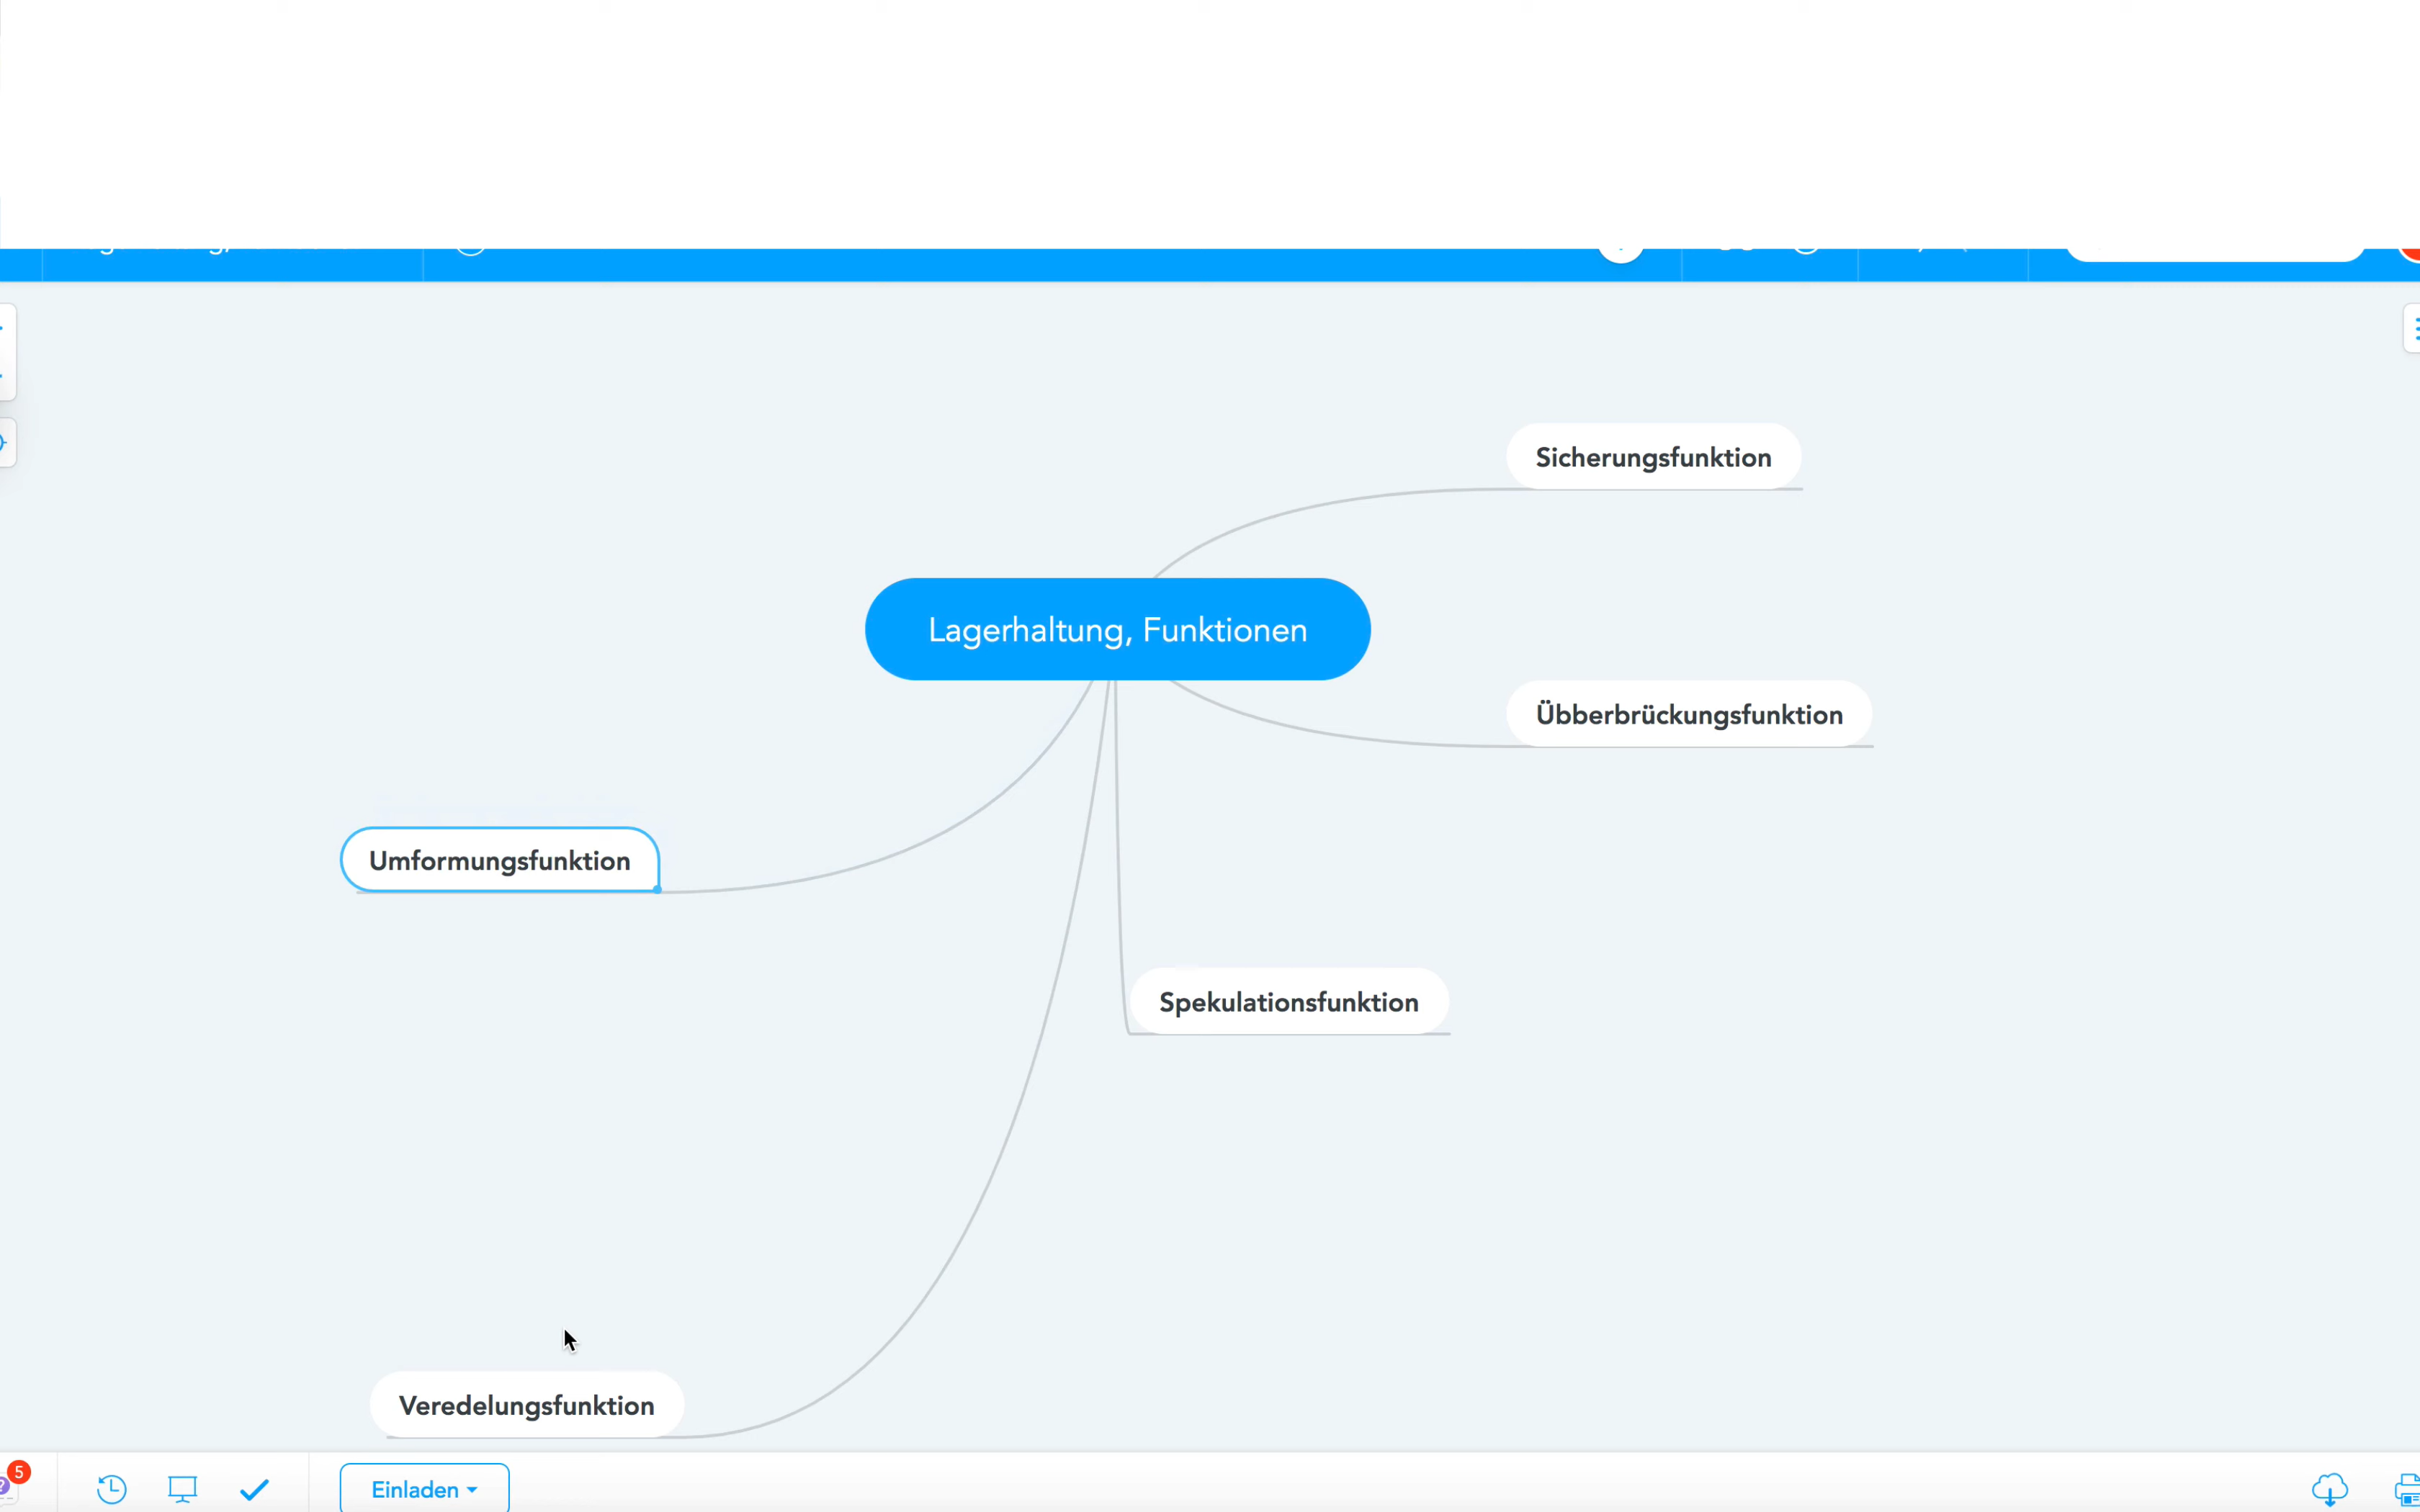 Sicherungsfunktion
Lagerhaltung, Funktionen
Übberbrückungsfunktion
Umformungsfunktion
Spekulationsfunktion
Veredelungsfunktion
5
Einladen